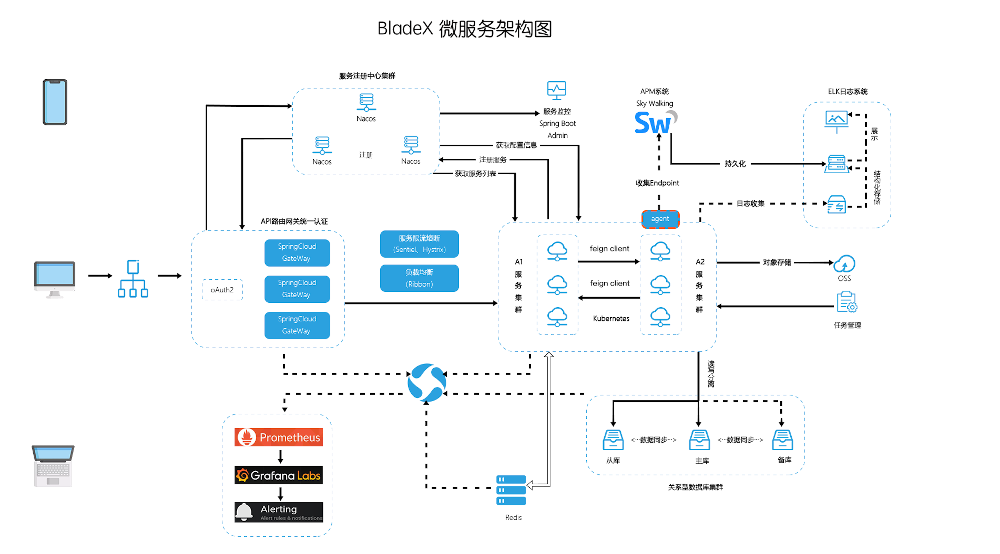 BladeX 微服务架构图
服务注册中心集群
Nacos
Nacos
注册
Nacos
服务监控
Spring Boot
Admin
获取配置信息
注册服务
获取服务列表
APM系统
Sky Walking
Sw
持久化
收集Endpoint
agent
日志收集
ELK日志系统
展示
结构化存储
API路由网关统一认证
oAuth2
SpringCloud
GateWay
SpringCloud
GateWay
SpringCloud
GateWay
服务限流熔断
(Sentiel、Hystrix)
负载均衡
(Ribbon)
A1服务集群
feign client
feign client
Kubernetes
A2服务集群
对象存储
OSS
任务管理
读写分离
Prometheus
Grafana Labs
Alerting
Alert rules & notifications
Redis
<···数据同步···>
<···数据同步···>
从库
主库
备库
关系型数据库集群